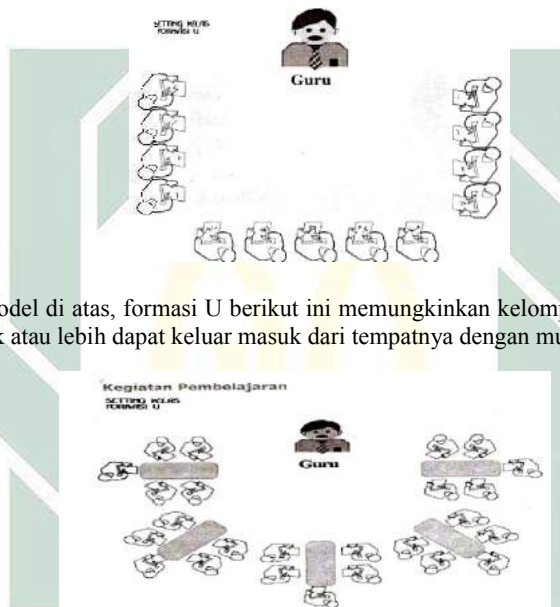 SETTING KELAS
FORMASI U
Guru
odel di atas, formasi U berikut ini memungkinkan kelomp
k atau lebih dapat keluar masuk dari tempatnya dengan mu
Kegiatan Pembelajaran
SETTING KELAS
FORMASI U
Guru